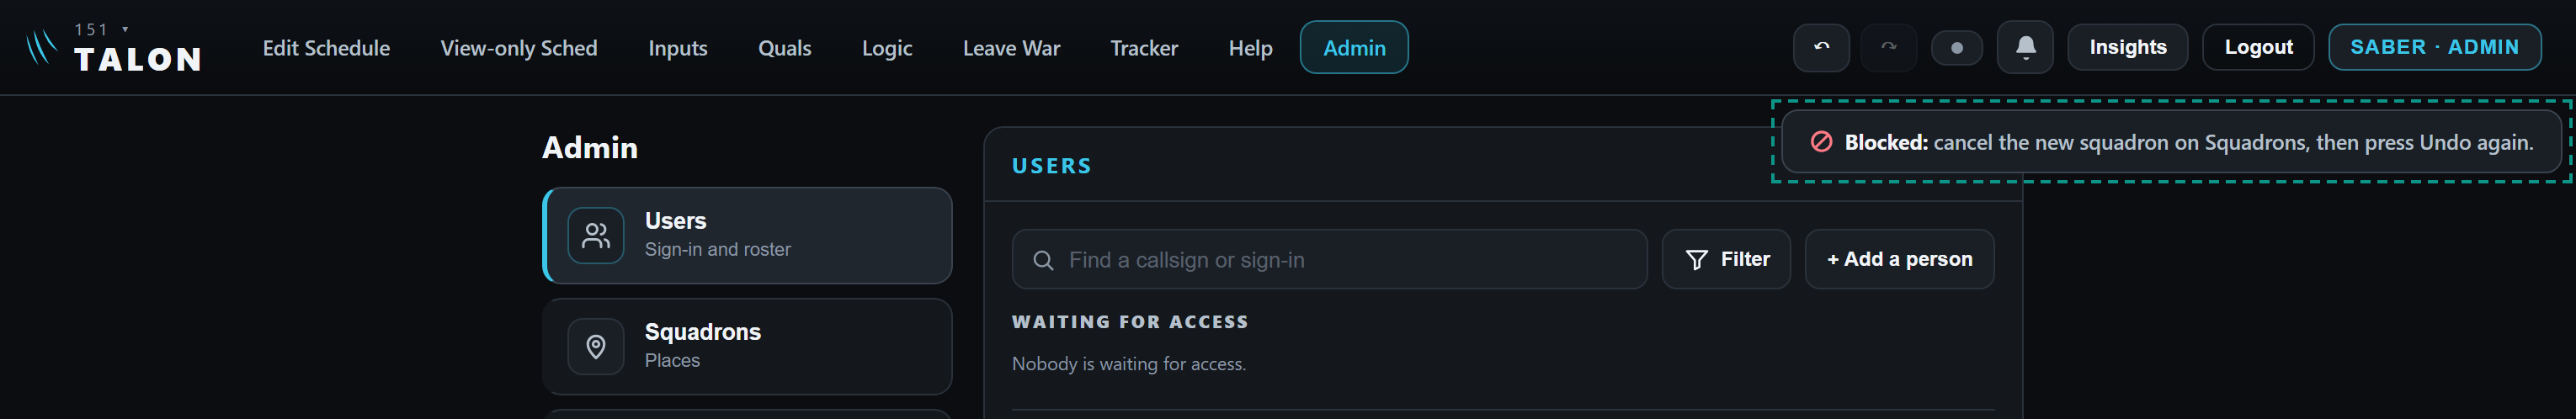 151 ▾
TALON
Edit Schedule
View-only Sched
Inputs
Quals
Logic
Leave War
Tracker
Help
Admin
Insights
Logout
SABER · ADMIN
Blocked: cancel the new squadron on Squadrons, then press Undo again.
Admin
Users
Sign-in and roster
Squadrons
Places
USERS
Find a callsign or sign-in
Filter
+ Add a person
WAITING FOR ACCESS
Nobody is waiting for access.